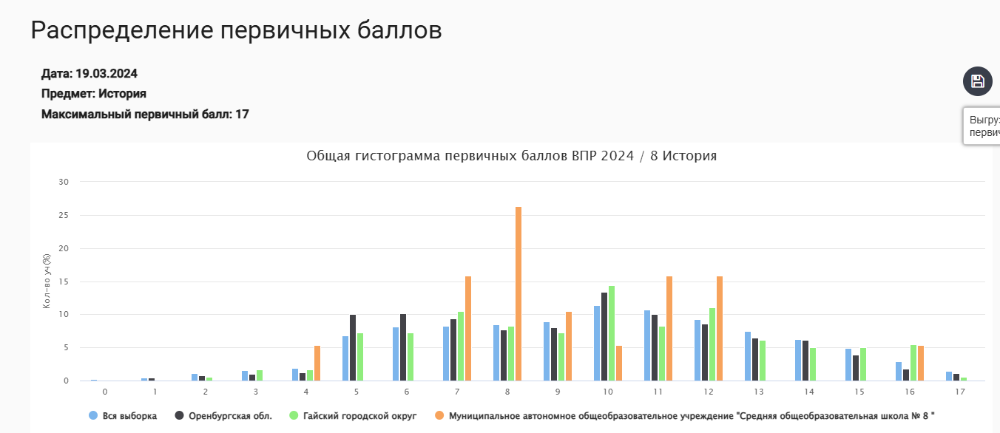 Распределение первичных баллов
Дата: 19.03.2024
Предмет: История
Максимальный первичный балл: 17
Общая гистограмма первичных баллов ВПР 2024 / 8 История
30
25
20
15
10
5
0
Кол-во уч(%)
0 1 2 3 4 5 6 7 8 9 10 11 12 13 14 15 16 17
Вся выборка Оренбургская обл. Гайский городской округ Муниципальное автономное общеобразовательное учреждение "Средняя общеобразовательная школа № 8 "